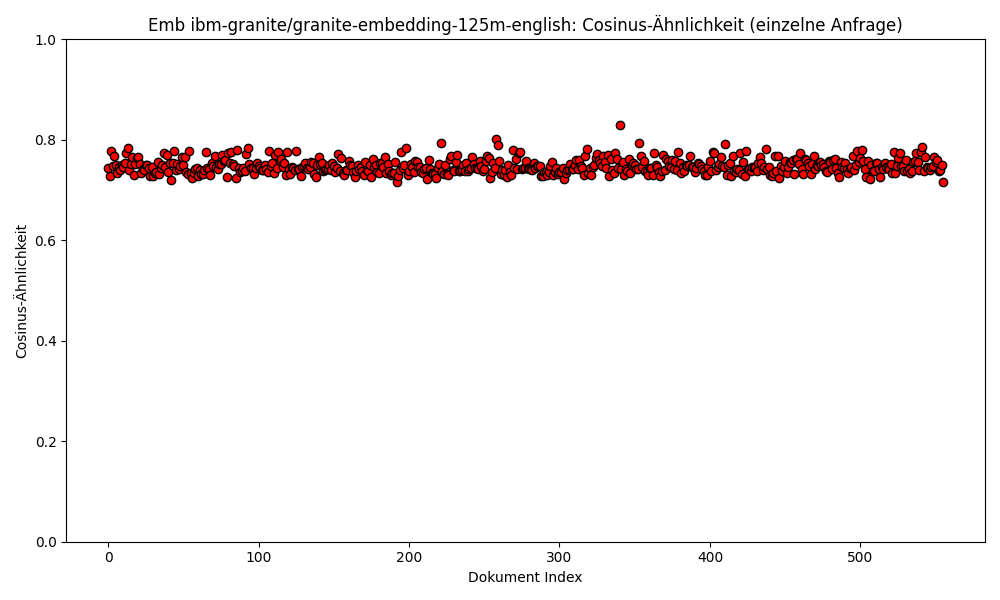 Emb ibm-granite/granite-embedding-125m-english: Cosinus-Ähnlichkeit (einzelne Anfrage)
1.0
0.8
0.6
0.4
0.2
0.0
Cosinus-Ähnlichkeit
0 100 200 300 400 500
Dokument Index